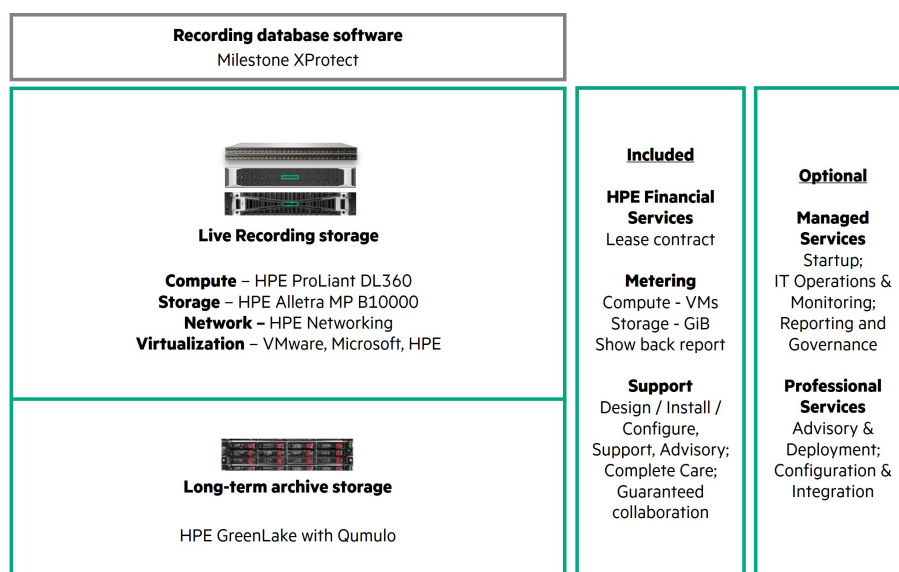 Recording database software
Milestone XProtect
Live Recording storage
Compute – HPE ProLiant DL360
Storage – HPE Alletra MP B10000
Network – HPE Networking
Virtualization – VMware, Microsoft, HPE
Long-term archive storage
HPE GreenLake with Qumulo
Included
HPE Financial
Services
Lease contract
Metering
Compute - VMs
Storage - GiB
Show back report
Support
Design / Install /
Configure,
Support, Advisory;
Complete Care;
Guaranteed
collaboration
Optional
Managed
Services
Startup;
IT Operations &
Monitoring;
Reporting and
Governance
Professional
Services
Advisory &
Deployment;
Configuration &
Integration